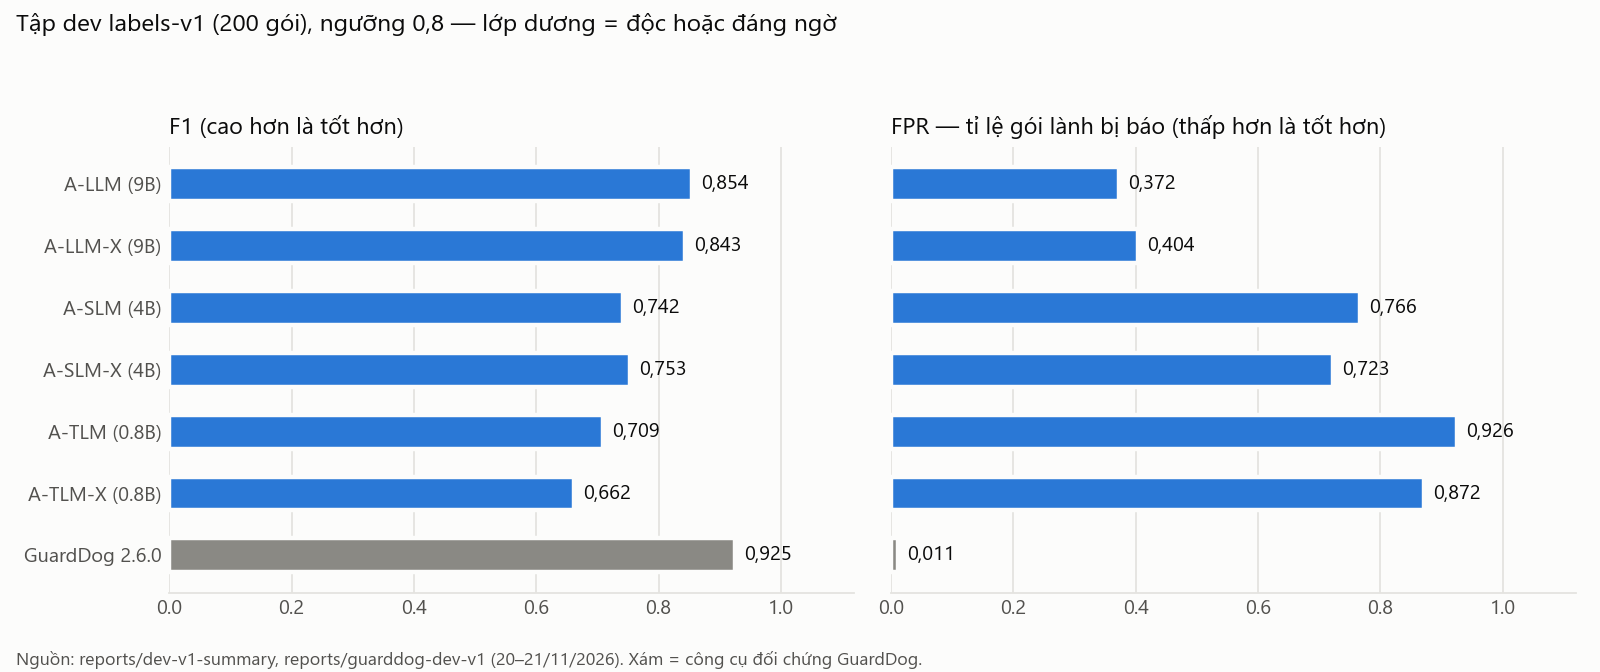 Tập dev labels-v1 (200 gói), ngưỡng 0,8 — lớp dương = độc hoặc đáng ngờ
F1 (cao hơn là tốt hơn)
A-LLM (9B) 0,854
A-LLM-X (9B) 0,843
A-SLM (4B) 0,742
A-SLM-X (4B) 0,753
A-TLM (0.8B) 0,709
A-TLM-X (0.8B) 0,662
GuardDog 2.6.0 0,925
0.0 0.2 0.4 0.6 0.8 1.0
FPR — tỉ lệ gói lành bị báo (thấp hơn là tốt hơn)
0,372
0,404
0,766
0,723
0,926
0,872
0,011
0.0 0.2 0.4 0.6 0.8 1.0
Nguồn: reports/dev-v1-summary, reports/guarddog-dev-v1 (20–21/11/2026). Xám = công cụ đối chứng GuardDog.